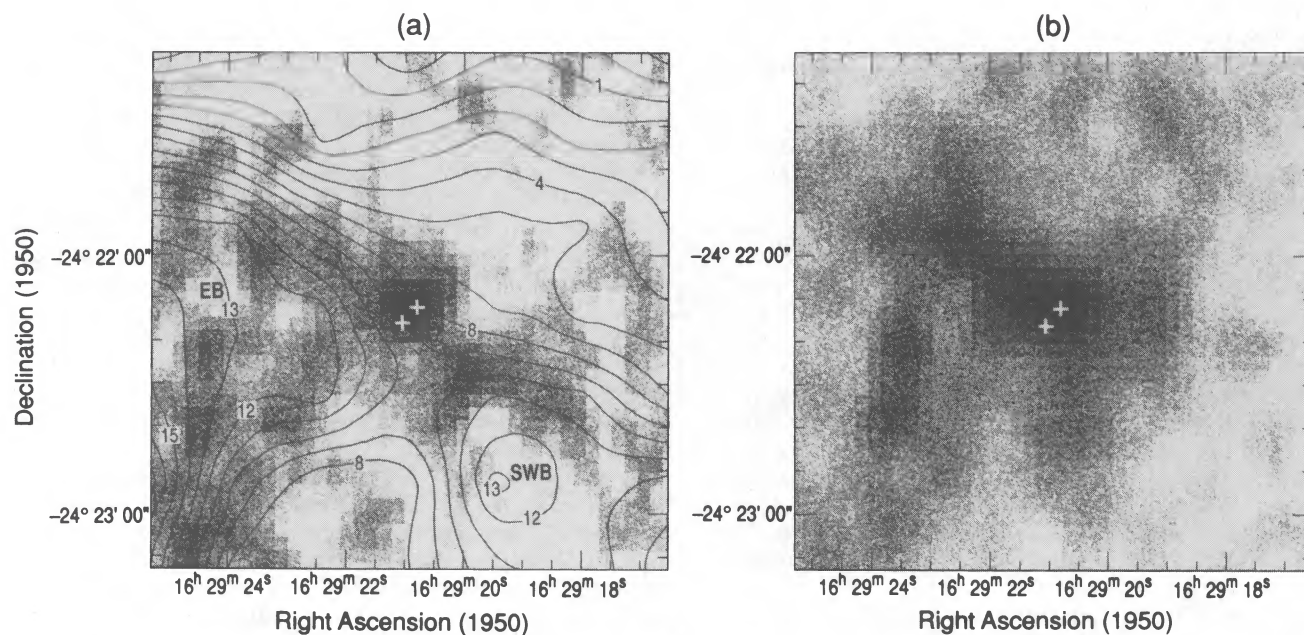 (a)
(b)
1
4
−24° 22' 00"
EB
13
8
12
15
8
SWB
13
12
−24° 23' 00"
Declination (1950)
16ʰ 29ᵐ 24ˢ 16ʰ 29ᵐ 22ˢ 16ʰ 29ᵐ 20ˢ 16ʰ 29ᵐ 18ˢ
Right Ascension (1950)
−24° 22' 00"
−24° 23' 00"
16ʰ 29ᵐ 24ˢ 16ʰ 29ᵐ 22ˢ 16ʰ 29ᵐ 20ˢ 16ʰ 29ᵐ 18ˢ
Right Ascension (1950)